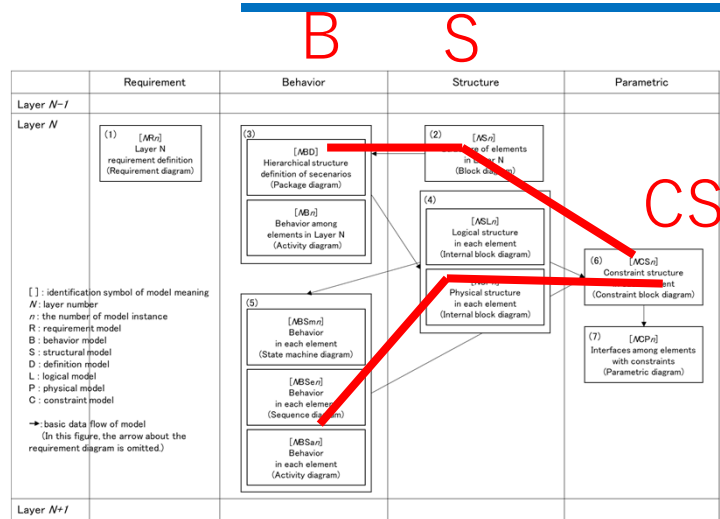 B S
CS
Requirement Behavior Structure Parametric
Layer N-1
Layer N
(1)
[NRn]
Layer N
requirement definition
(Requirement diagram)
(3)
[NBD]
Hierarchical structure
definition of secenarios
(Package diagram)
[NBn]
Behavior among
elements in Layer N
(Activity diagram)
(2)
[NSn]
of elements
in Layer N
(Block diagram)
(4)
[NSLn]
Logical structure
in each element
(Internal block diagram)
Physical structure
in each element
(Internal block diagram)
(5)
[NBSmn]
Behavior
in each element
(State machine diagram)
[NBSen]
Behavior
in each element
(Sequence diagram)
[NBSan]
Behavior
in each element
(Activity diagram)
(6)
[NCSn]
Constraint structure
(Constraint block diagram)
(7)
[NCPn]
Interfaces among elements
with constraints
(Parametric diagram)
[ ] : identification symbol of model meaning
N : layer number
n : the number of model instance
R : requirement model
B : behavior model
S : structural model
D : definition model
L : logical model
P : physical model
C : constraint model
→: basic data flow of model
(In this figure, the arrow about the
requirement diagram is omitted.)
Layer N+1